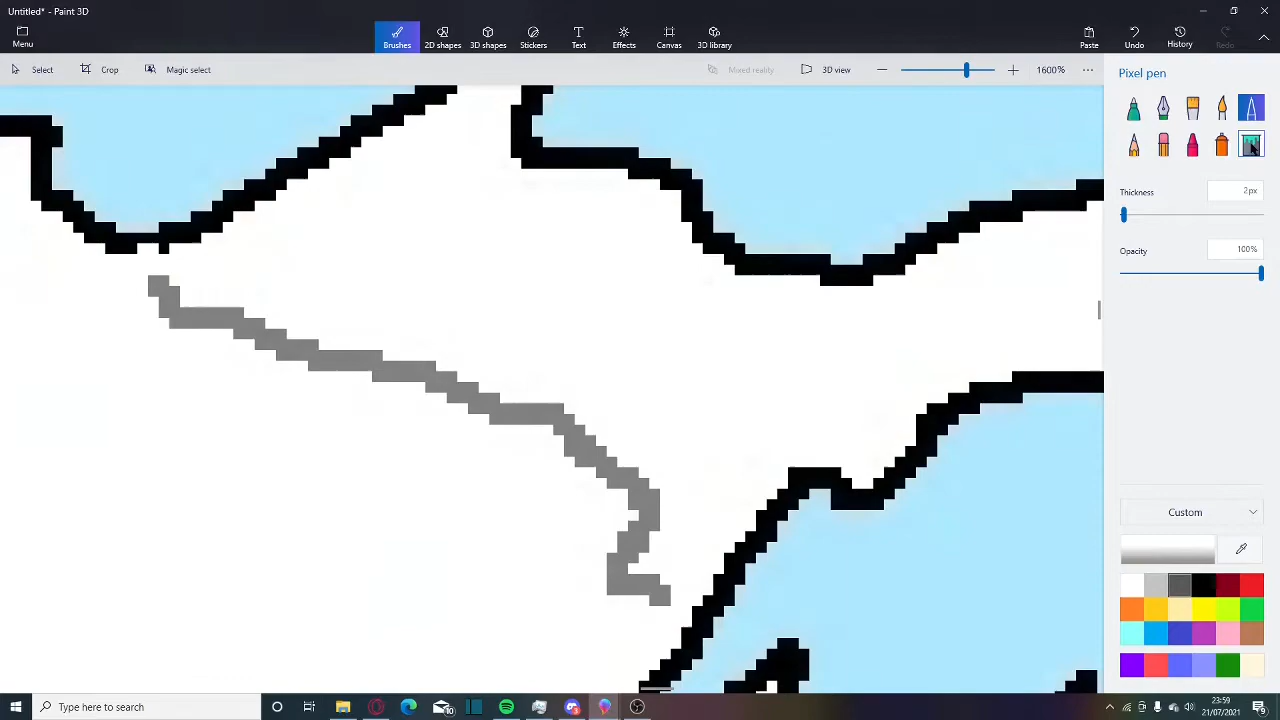 Untitled* - Paint 3D
Menu
Brushes
2D shapes
3D shapes
Stickers
Text
Effects
Canvas
3D library
Paste
Undo
History
Redo
Select
Crop
Magic select
Mixed reality
3D view
1600%
Pixel pen
Thickness
2px
Opacity
100%
Custom
Type here to search
10
23:59
21/07/2021